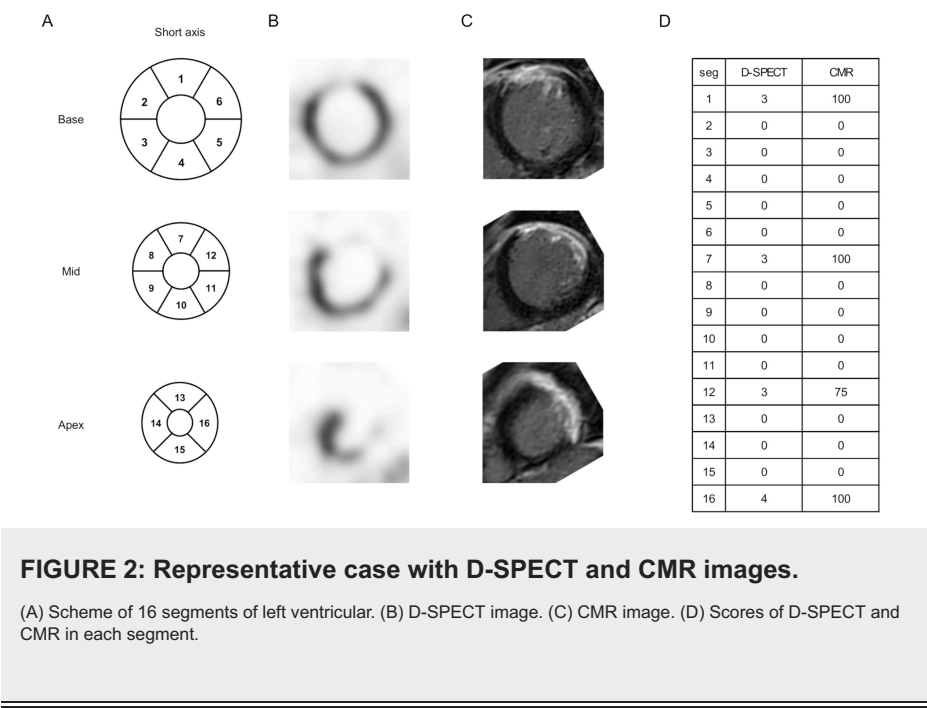 A
B
C
D
Short axis
Base
1
2
6
3
5
4
Mid
7
8
12
9
11
10
Apex
13
14
16
15
seg D-SPECT CMR
1 3 100
2 0 0
3 0 0
4 0 0
5 0 0
6 0 0
7 3 100
8 0 0
9 0 0
10 0 0
11 0 0
12 3 75
13 0 0
14 0 0
15 0 0
16 4 100
FIGURE 2: Representative case with D-SPECT and CMR images.
(A) Scheme of 16 segments of left ventricular. (B) D-SPECT image. (C) CMR image. (D) Scores of D-SPECT and
CMR in each segment.